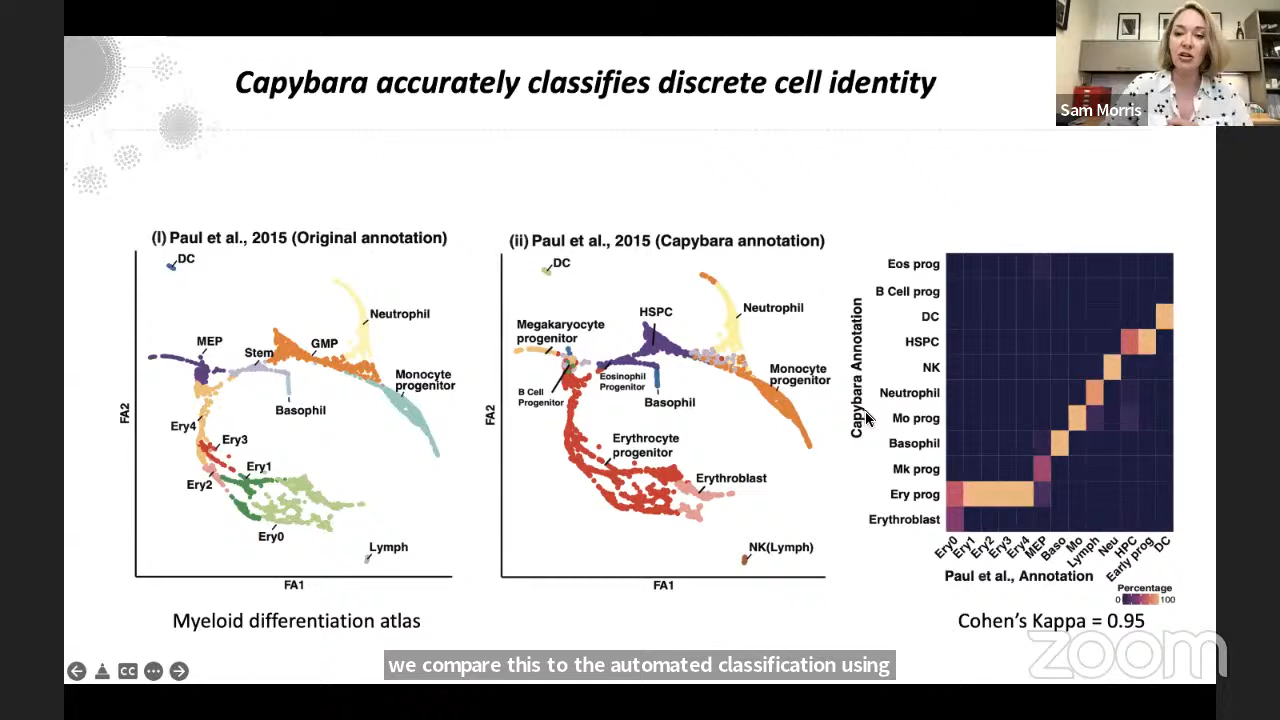 Capybara accurately classifies discrete cell identity
Sam Morris
(I) Paul et al., 2015 (Original annotation)
DC
Neutrophil
MEP
Stem
GMP
Monocyte
progenitor
Basophil
Ery4
Ery3
Ery1
Ery2
Ery0
Lymph
FA2
FA1
Myeloid differentiation atlas
(ii) Paul et al., 2015 (Capybara annotation)
DC
HSPC
Neutrophil
Megakaryocyte
progenitor
Eosinophil
Progenitor
B Cell
Progenitor
Basophil
Monocyte
progenitor
Erythrocyte
progenitor
Erythroblast
NK(Lymph)
FA2
FA1
Capybara Annotation
Eos prog
B Cell prog
DC
HSPC
NK
Neutrophil
Mo prog
Basophil
Mk prog
Ery prog
Erythroblast
Ery0
Ery1
Ery2
Ery3
Ery4
MEP
Baso
Mo
Lymph
Neu
HPC
Early prog
DC
Paul et al., Annotation
Percentage
0 100
Cohen's Kappa = 0.95
zoom
CC
we compare this to the automated classification using